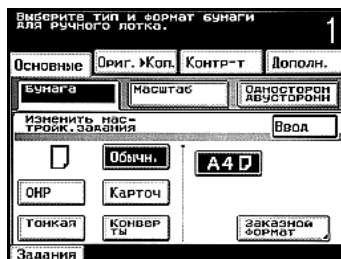 Выберите тип и формат бумаги
для ручного лотка.
1
Основные
Ориг.►Коп.
Контр-т
Дополн.
Бумага
Масштаб
Односторон
Двусторонн
Изменить нас-
тройк.задания
Ввод
Обычн.
A4
OHP
Карточ
Тонкая
Конвер
ты
Заказной
формат
Задания